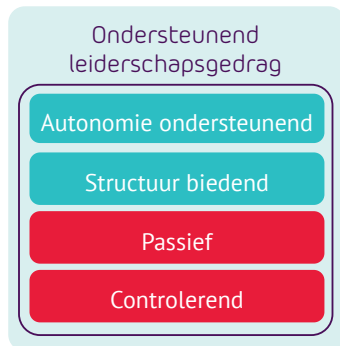 Ondersteunend
leiderschapsgedrag
Autonomie ondersteunend
Structuur biedend
Passief
Controlerend